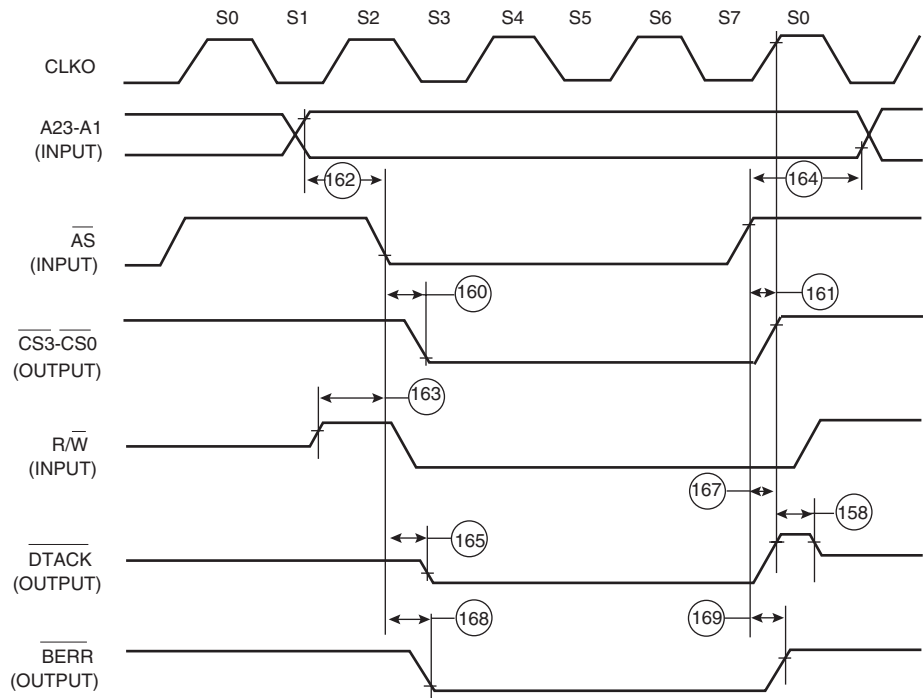 S0 S1 S2 S3 S4 S5 S6 S7 S0
CLKO
A23-A1
(INPUT)
162
164
AS
(INPUT)
160
161
CS3-CS0
(OUTPUT)
163
R/W
(INPUT)
167
158
165
DTACK
(OUTPUT)
168
169
BERR
(OUTPUT)